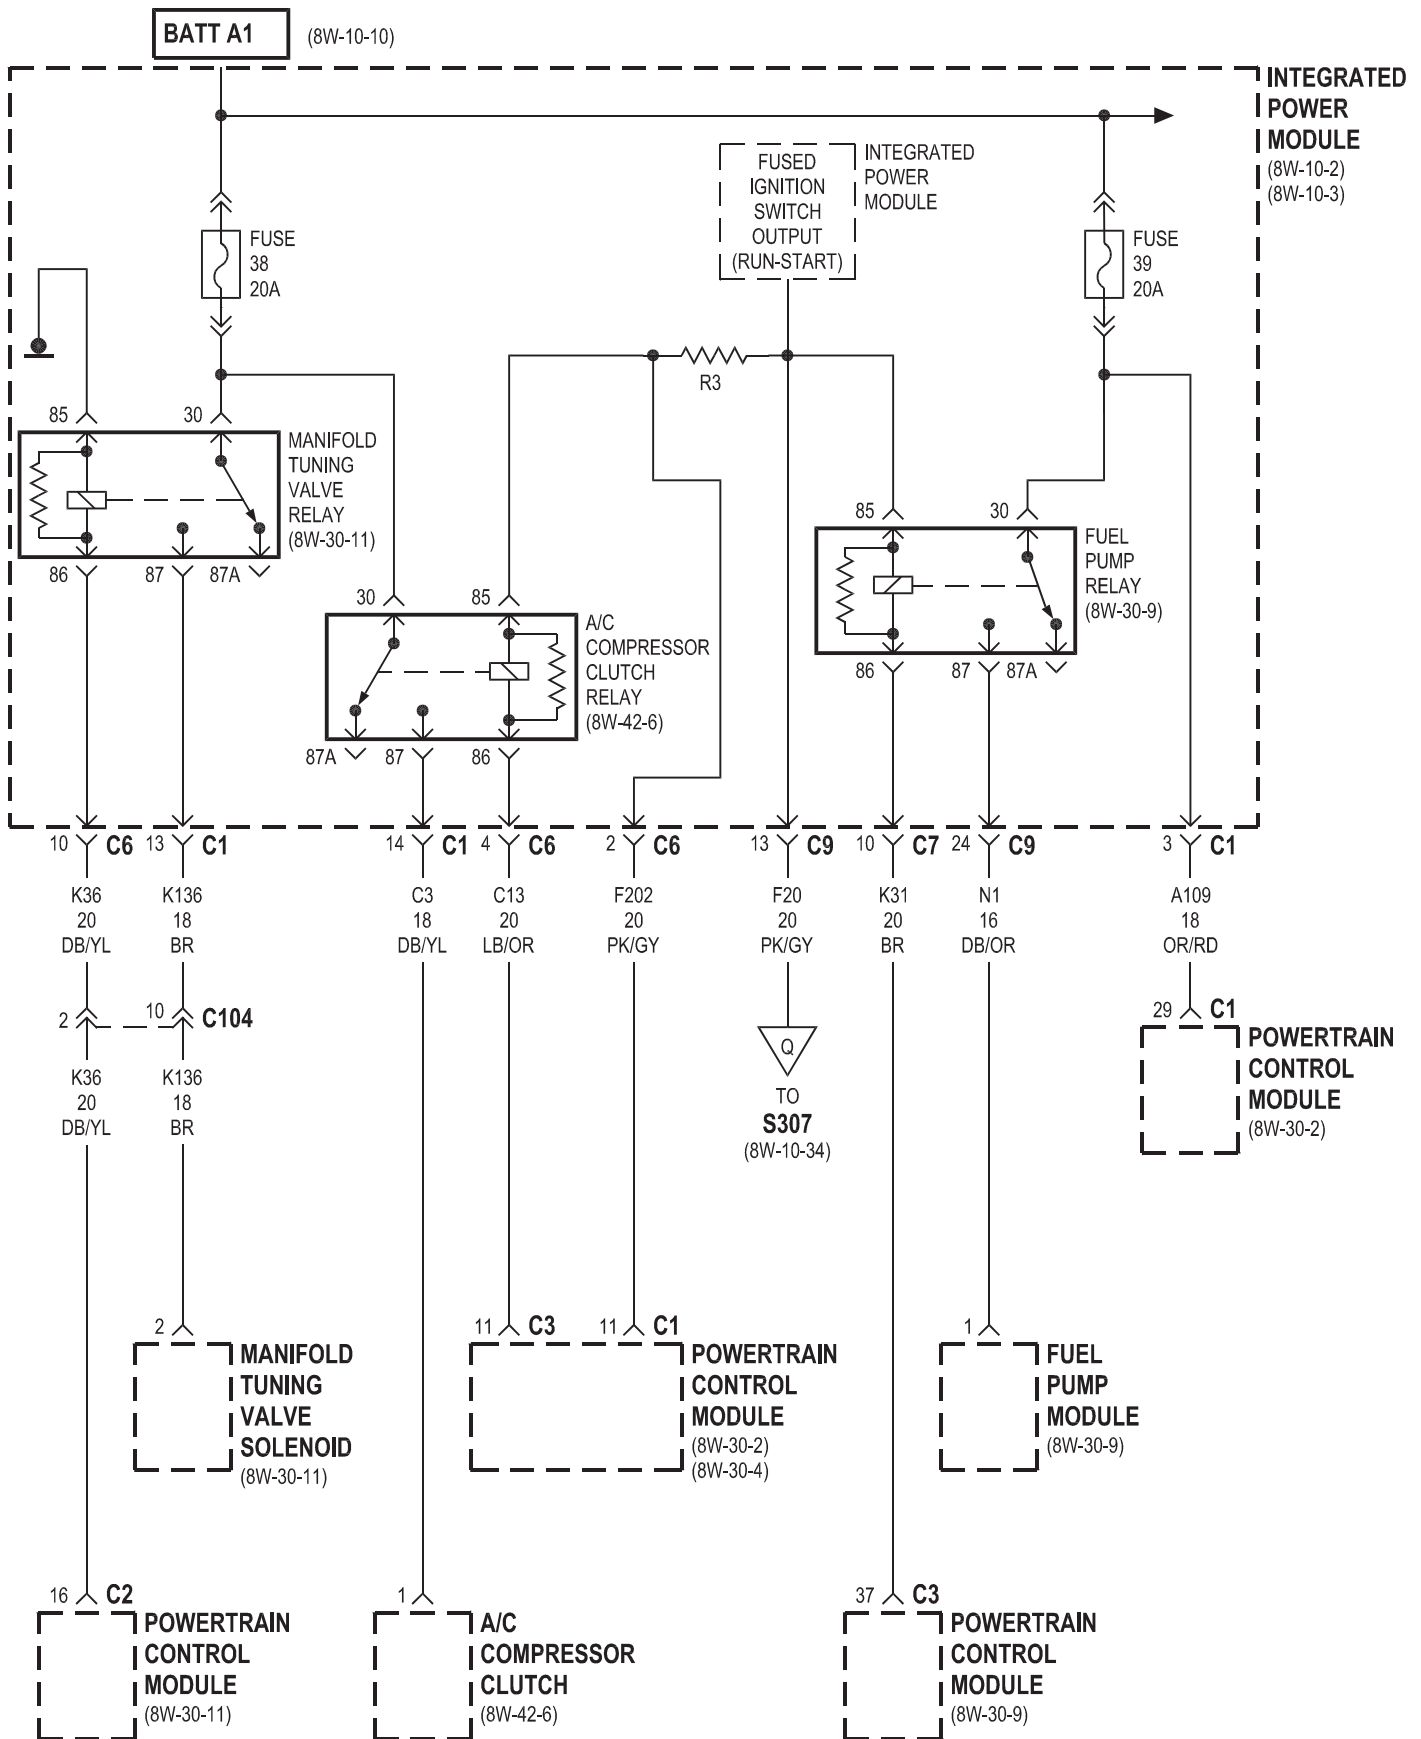 BATT A1 (8W-10-10)
INTEGRATED
POWER
MODULE
(8W-10-2)
(8W-10-3)
FUSED
IGNITION
SWITCH
OUTPUT
(RUN-START)
INTEGRATED
POWER
MODULE
FUSE
38
20A
FUSE
39
20A
R3
85 30
MANIFOLD
TUNING
VALVE
RELAY
(8W-30-11)
86 87 87A
30 85
A/C
COMPRESSOR
CLUTCH
RELAY
(8W-42-6)
87A 87 86
85 30
FUEL
PUMP
RELAY
(8W-30-9)
86 87 87A
10 C6 13 C1 14 C1 4 C6 2 C6 13 C9 10 C7 24 C9 3 C1
K36 K136 C3 C13 F202 F20 K31 N1 A109
20 18 18 20 20 20 20 16 18
DB/YL BR DB/YL LB/OR PK/GY PK/GY BR DB/OR OR/RD
2 10 C104
K36 K136
20 18
DB/YL BR
Q
TO
S307
(8W-10-34)
29 C1
POWERTRAIN
CONTROL
MODULE
(8W-30-2)
2
MANIFOLD
TUNING
VALVE
SOLENOID
(8W-30-11)
11 C3 11 C1
POWERTRAIN
CONTROL
MODULE
(8W-30-2)
(8W-30-4)
1
FUEL
PUMP
MODULE
(8W-30-9)
16 C2
POWERTRAIN
CONTROL
MODULE
(8W-30-11)
1
A/C
COMPRESSOR
CLUTCH
(8W-42-6)
37 C3
POWERTRAIN
CONTROL
MODULE
(8W-30-9)